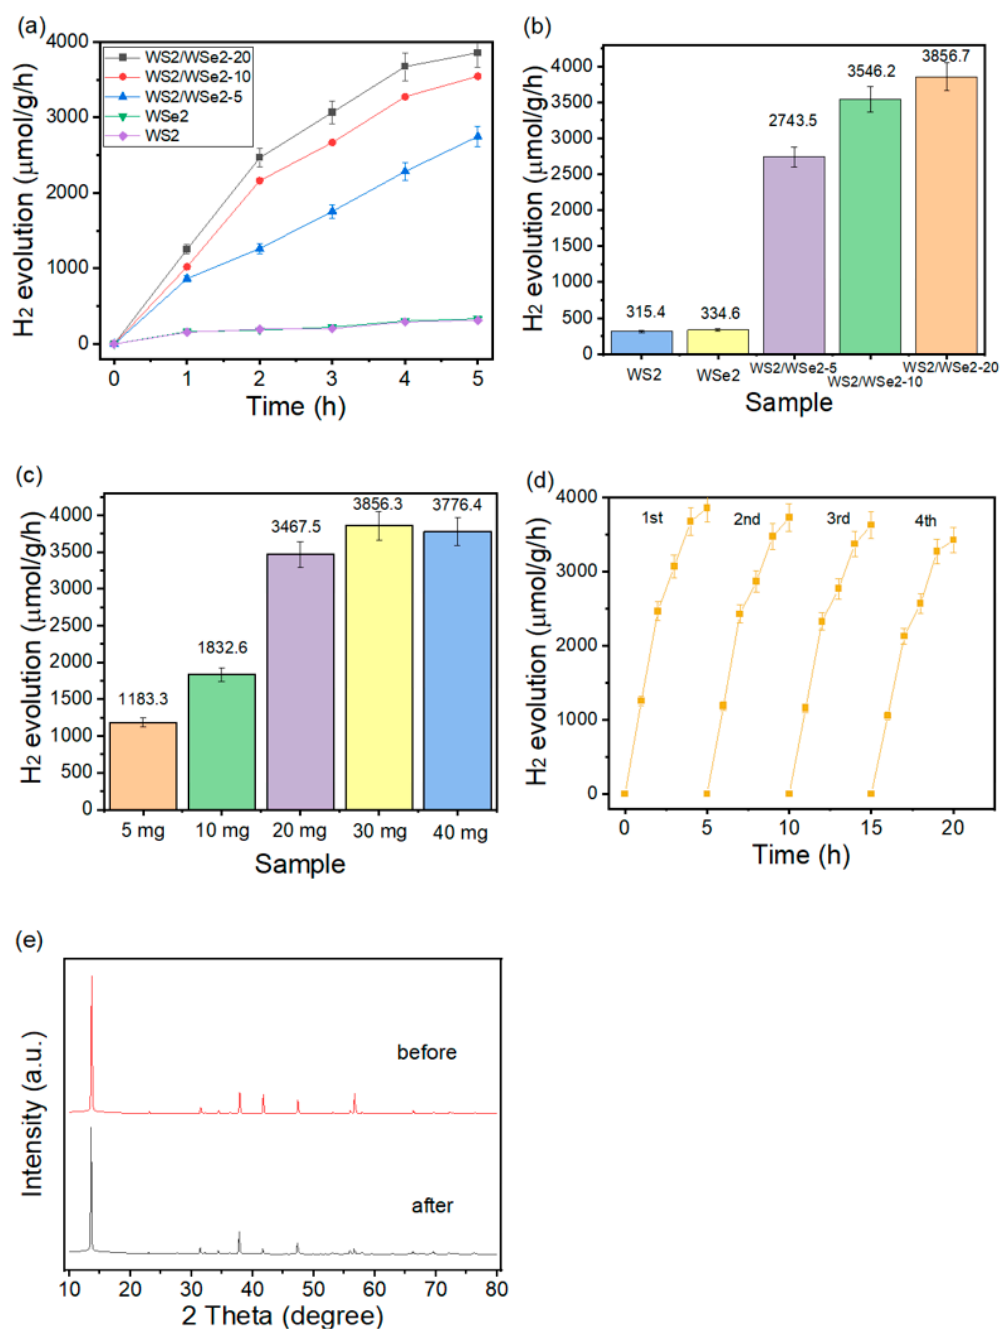 (a)
4000
3000
2000
1000
0
H2 evolution (μmol/g/h)
WS2/WSe2-20
WS2/WSe2-10
WS2/WSe2-5
WSe2
WS2
0 1 2 3 4 5
Time (h)
(b)
4000
3500
3000
2500
2000
1500
1000
500
0
H2 evolution (μmol/g/h)
315.4
334.6
2743.5
3546.2
3856.7
WS2
WSe2
WS2/WSe2-5
WS2/WSe2-10
WS2/WSe2-20
Sample
(c)
4000
3500
3000
2500
2000
1500
1000
500
0
H2 evolution (μmol/g/h)
1183.3
1832.6
3467.5
3856.3
3776.4
5 mg 10 mg 20 mg 30 mg 40 mg
Sample
(d)
4000
3000
2000
1000
0
H2 evolution (μmol/g/h)
1st
2nd
3rd
4th
0 5 10 15 20
Time (h)
(e)
Intensity (a.u.)
before
after
10 20 30 40 50 60 70 80
2 Theta (degree)